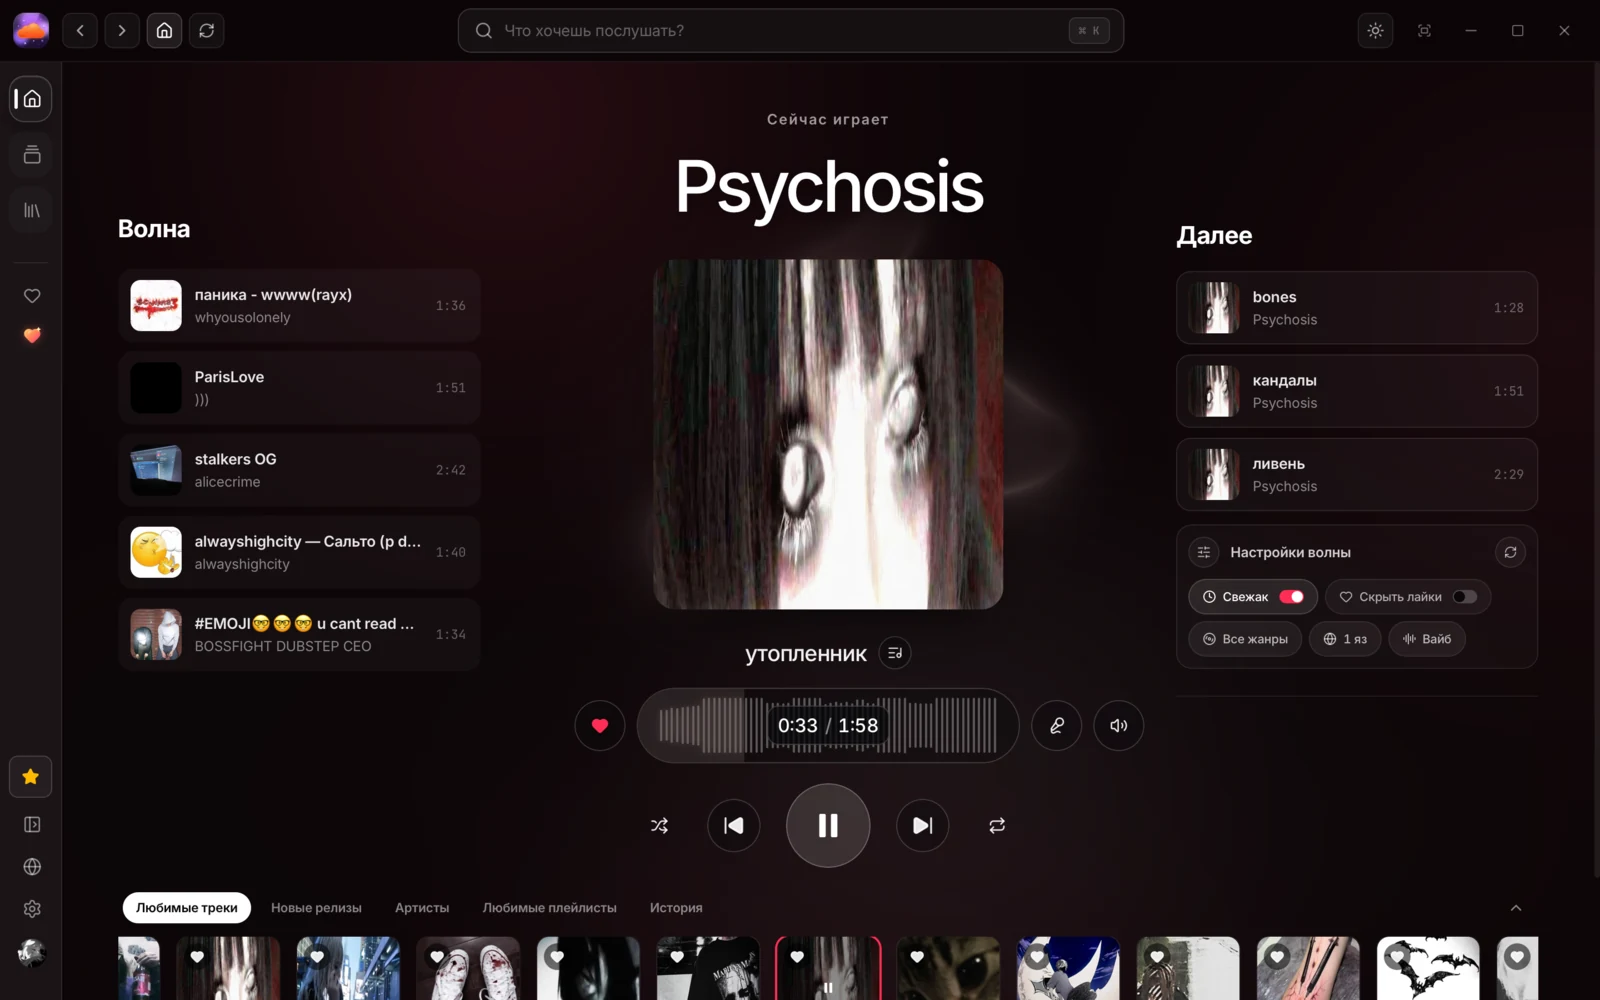 Что хочешь послушать?
⌘ K
Сейчас играет
Psychosis
Волна
паника - wwww(rayx)
whyousolonely
1:36
ParisLove
)))
1:51
stalkers OG
alicecrime
2:42
alwayshighcity — Сальто (p d...
alwayshighcity
1:40
#EMOJI🤓🤓🤓 u cant read ...
BOSSFIGHT DUBSTEP CEO
1:34
утопленник
0:33 / 1:58
Далее
bones
Psychosis
1:28
кандалы
Psychosis
1:51
ливень
Psychosis
2:29
Настройки волны
Свежак
Скрыть лайки
Все жанры
1 яз
Вайб
Любимые треки
Новые релизы
Артисты
Любимые плейлисты
История